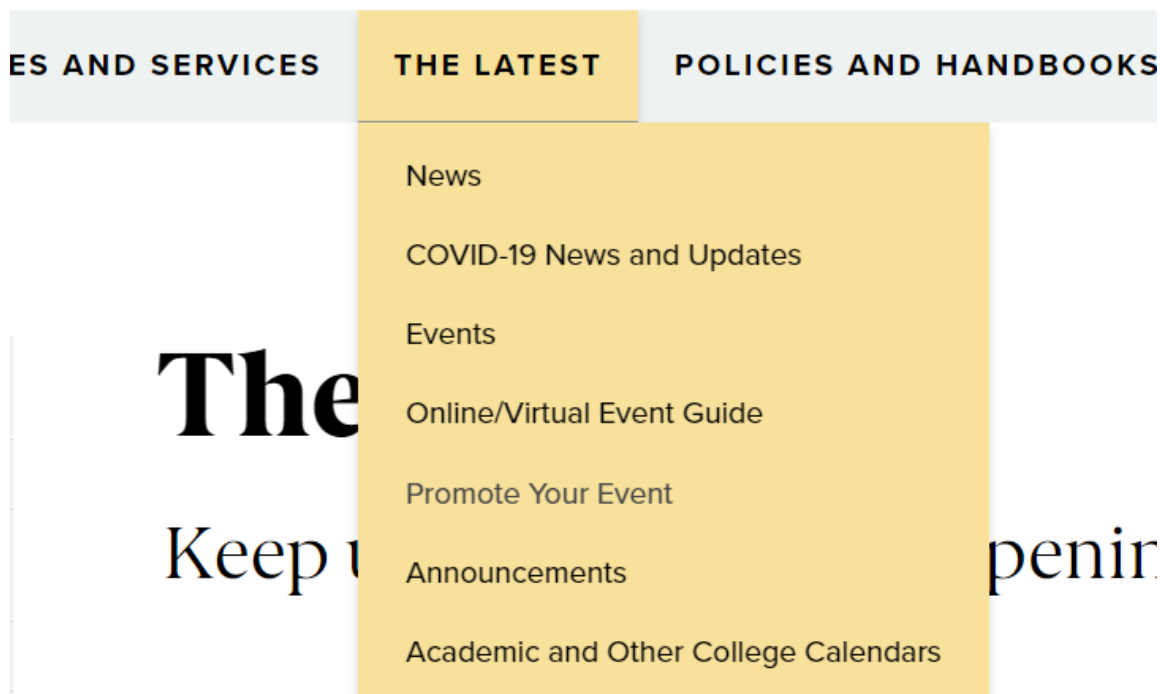 ES AND SERVICES THE LATEST POLICIES AND HANDBOOKS
News
COVID-19 News and Updates
Events
Online/Virtual Event Guide
The
Promote Your Event
Keep
Announcements
Academic and Other College Calendars